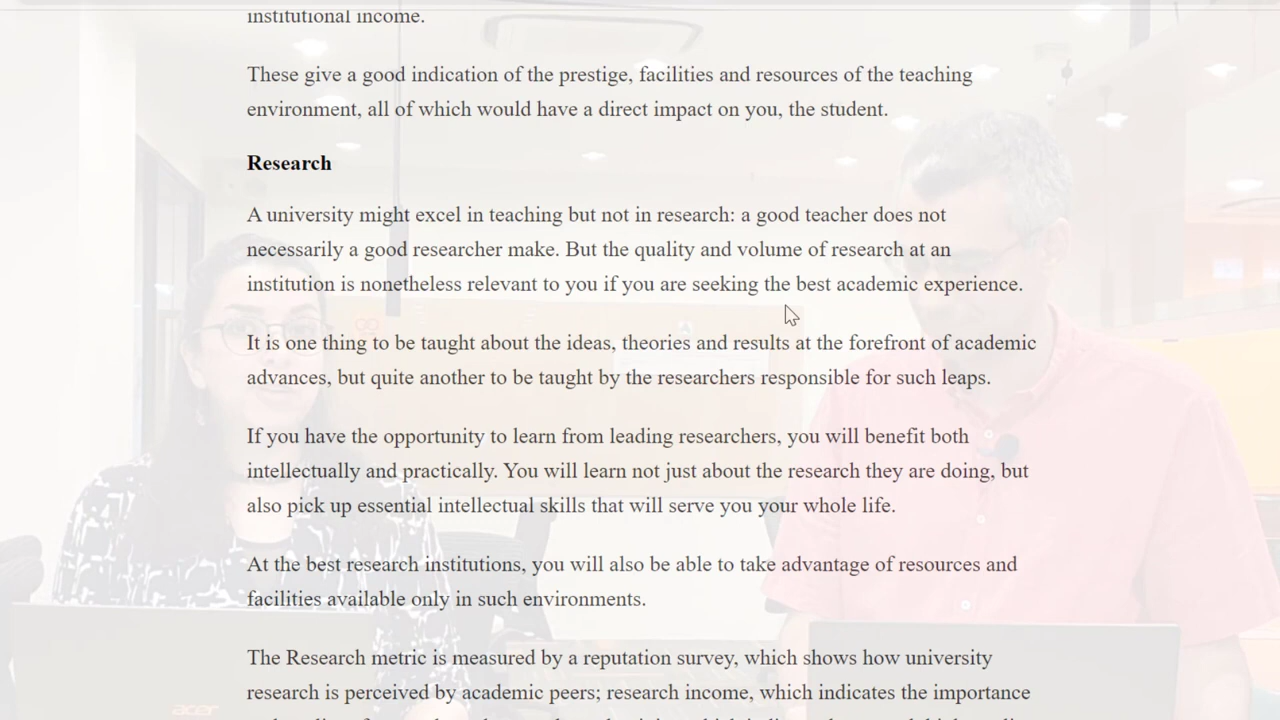 institutional income.
These give a good indication of the prestige, facilities and resources of the teaching
environment, all of which would have a direct impact on you, the student.
Research
A university might excel in teaching but not in research: a good teacher does not
necessarily a good researcher make. But the quality and volume of research at an
institution is nonetheless relevant to you if you are seeking the best academic experience.
It is one thing to be taught about the ideas, theories and results at the forefront of academic
advances, but quite another to be taught by the researchers responsible for such leaps.
If you have the opportunity to learn from leading researchers, you will benefit both
intellectually and practically. You will learn not just about the research they are doing, but
also pick up essential intellectual skills that will serve you your whole life.
At the best research institutions, you will also be able to take advantage of resources and
facilities available only in such environments.
The Research metric is measured by a reputation survey, which shows how university
research is perceived by academic peers; research income, which indicates the importance
acer